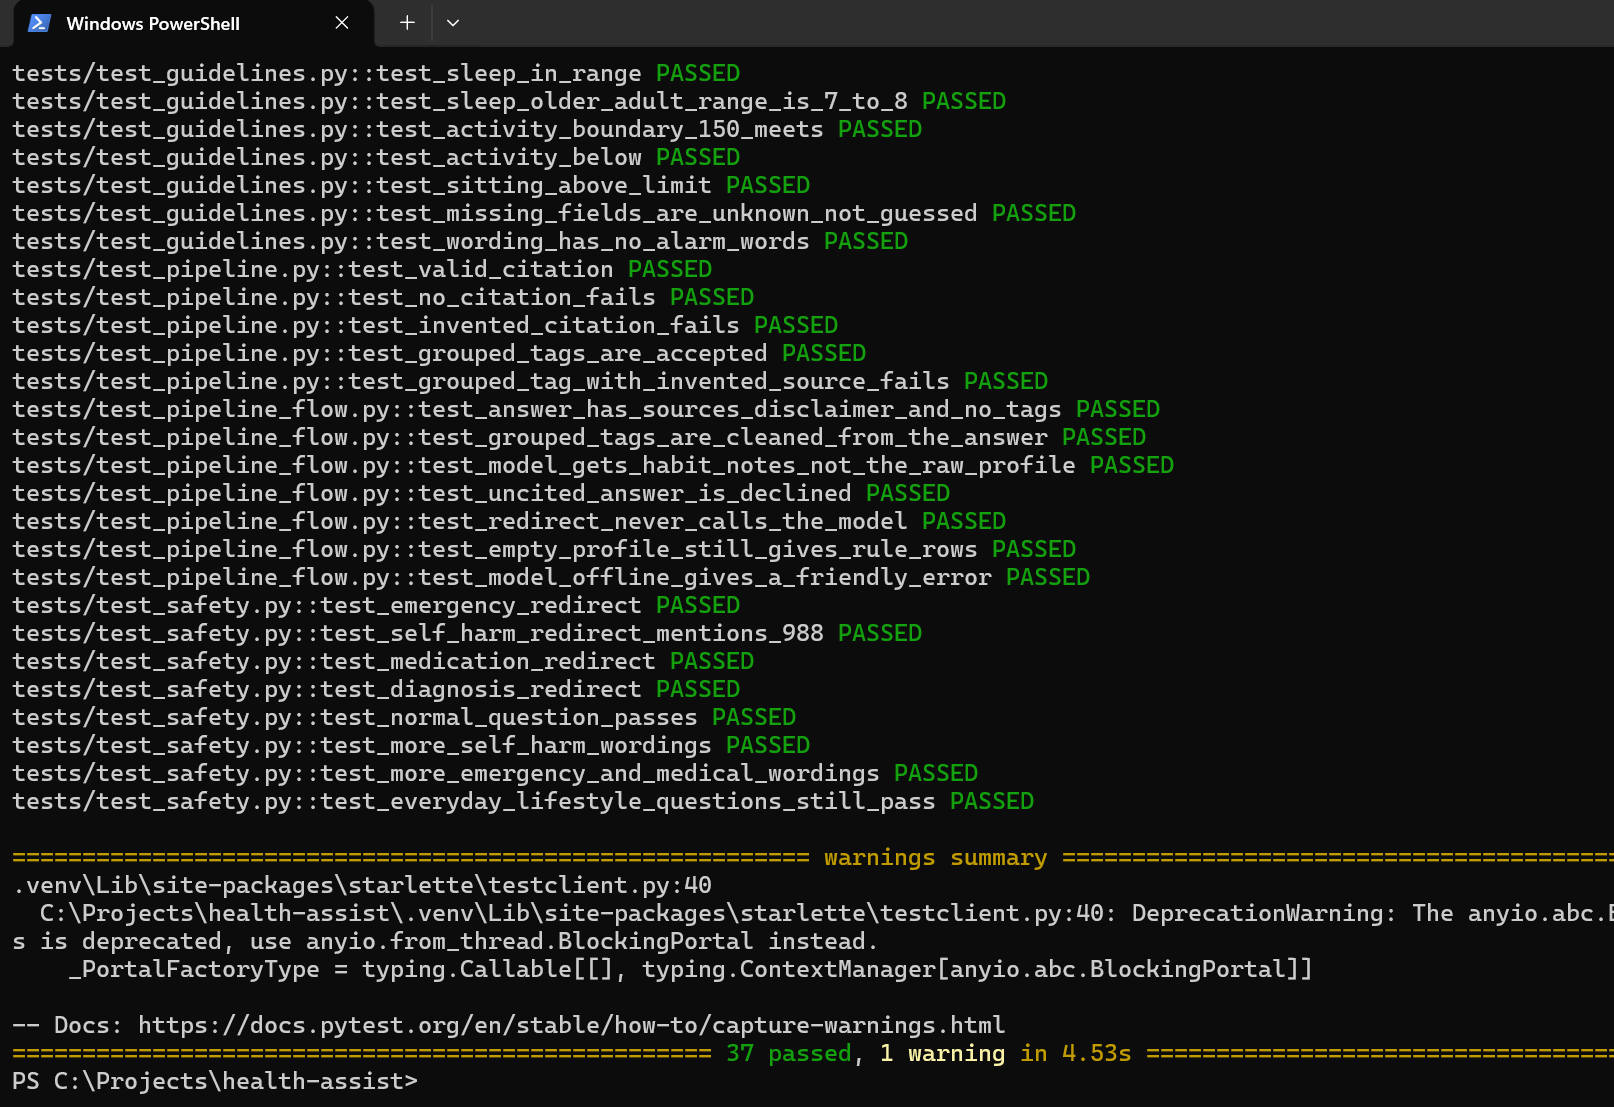 Windows PowerShell
tests/test_guidelines.py::test_sleep_in_range PASSED
tests/test_guidelines.py::test_sleep_older_adult_range_is_7_to_8 PASSED
tests/test_guidelines.py::test_activity_boundary_150_meets PASSED
tests/test_guidelines.py::test_activity_below PASSED
tests/test_guidelines.py::test_sitting_above_limit PASSED
tests/test_guidelines.py::test_missing_fields_are_unknown_not_guessed PASSED
tests/test_guidelines.py::test_wording_has_no_alarm_words PASSED
tests/test_pipeline.py::test_valid_citation PASSED
tests/test_pipeline.py::test_no_citation_fails PASSED
tests/test_pipeline.py::test_invented_citation_fails PASSED
tests/test_pipeline.py::test_grouped_tags_are_accepted PASSED
tests/test_pipeline.py::test_grouped_tag_with_invented_source_fails PASSED
tests/test_pipeline_flow.py::test_answer_has_sources_disclaimer_and_no_tags PASSED
tests/test_pipeline_flow.py::test_grouped_tags_are_cleaned_from_the_answer PASSED
tests/test_pipeline_flow.py::test_model_gets_habit_notes_not_the_raw_profile PASSED
tests/test_pipeline_flow.py::test_uncited_answer_is_declined PASSED
tests/test_pipeline_flow.py::test_redirect_never_calls_the_model PASSED
tests/test_pipeline_flow.py::test_empty_profile_still_gives_rule_rows PASSED
tests/test_pipeline_flow.py::test_model_offline_gives_a_friendly_error PASSED
tests/test_safety.py::test_emergency_redirect PASSED
tests/test_safety.py::test_self_harm_redirect_mentions_988 PASSED
tests/test_safety.py::test_medication_redirect PASSED
tests/test_safety.py::test_diagnosis_redirect PASSED
tests/test_safety.py::test_normal_question_passes PASSED
tests/test_safety.py::test_more_self_harm_wordings PASSED
tests/test_safety.py::test_more_emergency_and_medical_wordings PASSED
tests/test_safety.py::test_everyday_lifestyle_questions_still_pass PASSED
========================================================= warnings summary ========================================
.venv\Lib\site-packages\starlette\testclient.py:40
  C:\Projects\health-assist\.venv\Lib\site-packages\starlette\testclient.py:40: DeprecationWarning: The
s is deprecated, use anyio.from_thread.BlockingPortal instead.
    _PortalFactoryType = typing.Callable[[], typing.ContextManager[anyio.abc.BlockingPortal]]
-- Docs: https://docs.pytest.org/en/stable/how-to/capture-warnings.html
================================================== 37 passed, 1 warning in 4.53s ==================================
PS C:\Projects\health-assist>